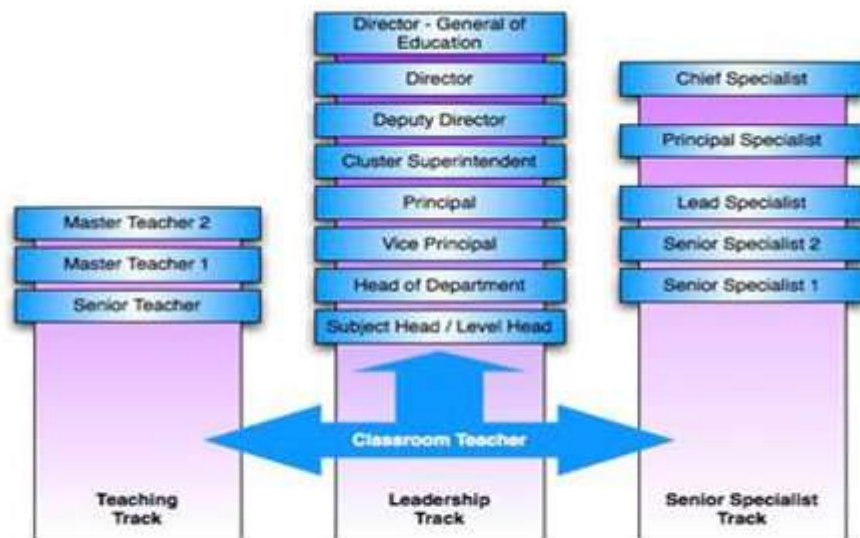 Director - General of
Education
Director
Deputy Director
Cluster Superintendent
Principal
Vice Principal
Head of Department
Subject Head / Level Head
Master Teacher 2
Master Teacher 1
Senior Teacher
Chief Specialist
Principal Specialist
Lead Specialist
Senior Specialist 2
Senior Specialist 1
Classroom Teacher
Teaching
Track
Leadership
Track
Senior Specialist
Track